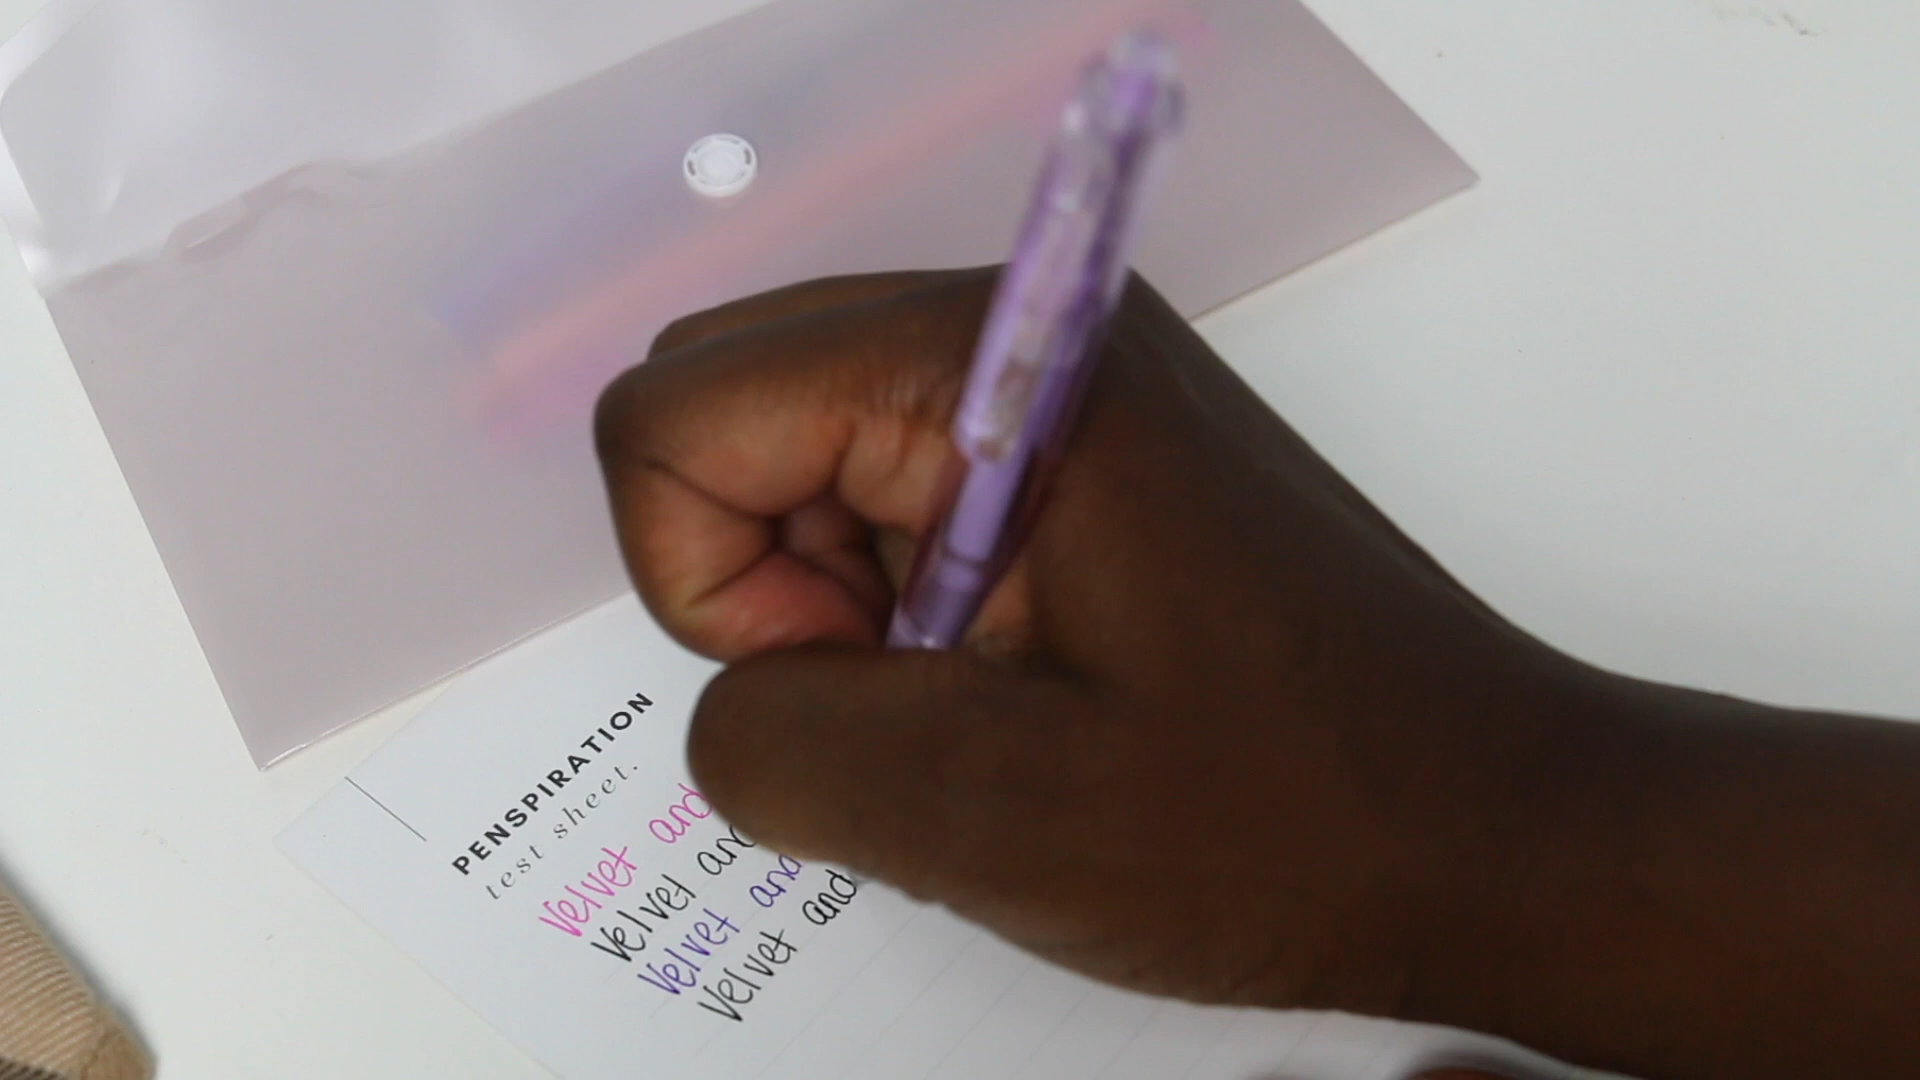 PENSPIRATION
test sheet.
Velvet and
Velvet and
Velvet and
Velvet and